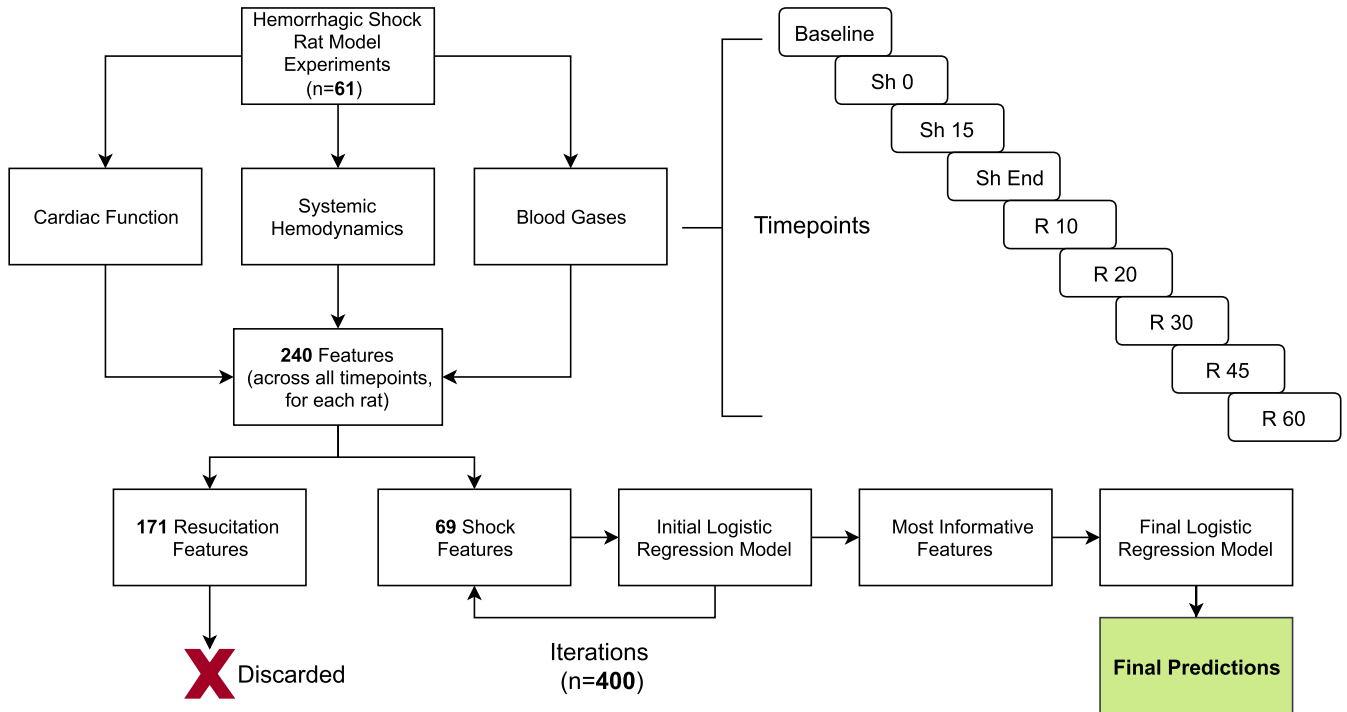 Hemorrhagic Shock
Rat Model
Experiments
(n=61)
Cardiac Function
Systemic
Hemodynamics
Blood Gases
Timepoints
Baseline
Sh 0
Sh 15
Sh End
R 10
R 20
R 30
R 45
R 60
240 Features
(across all timepoints,
for each rat)
171 Resucitation
Features
69 Shock
Features
Initial Logistic
Regression Model
Most Informative
Features
Final Logistic
Regression Model
Discarded
Iterations
(n=400)
Final Predictions